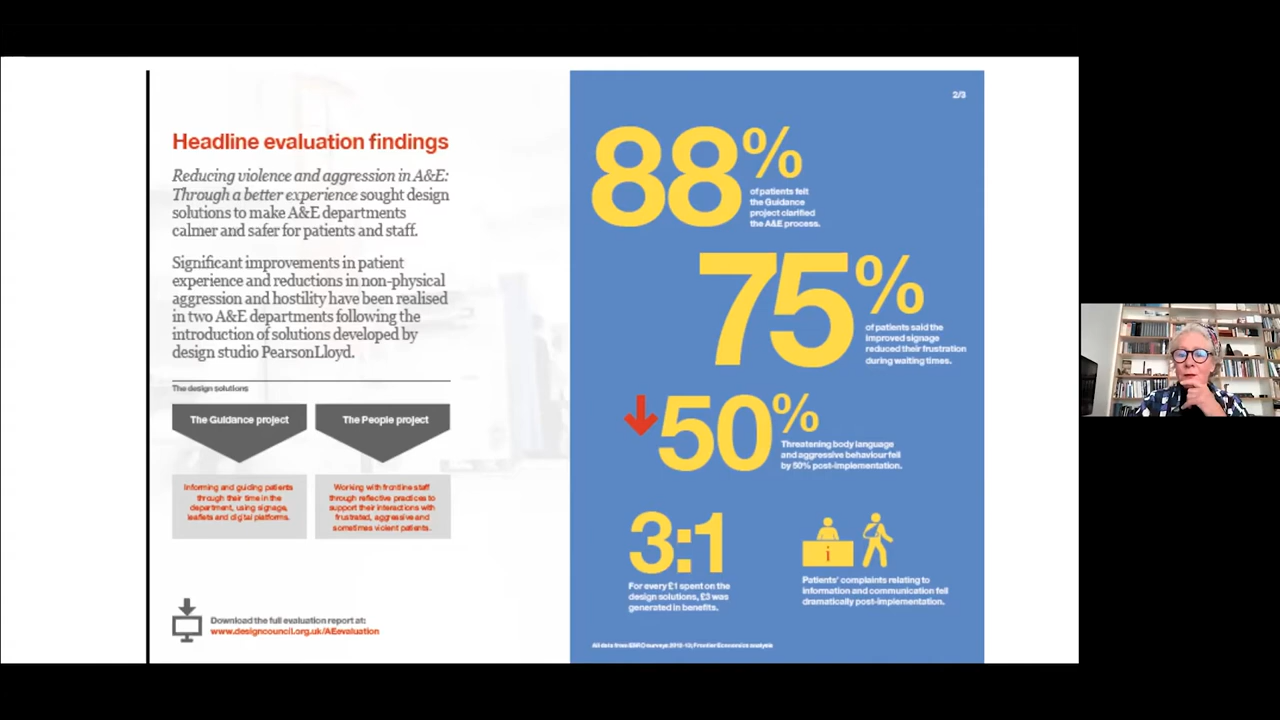 Headline evaluation findings
Reducing violence and aggression in A&E:
Through a better experience sought design
solutions to make A&E departments
calmer and safer for patients and staff.
Significant improvements in patient
experience and reductions in non-physical
aggression and hostility have been realised
in two A&E departments following the
introduction of solutions developed by
design studio PearsonLloyd.
The design solutions
The Guidance project
The People project
Informing and guiding patients
through their time in the
department, using signage,
leaflets and digital platforms.
Working with frontline staff
through reflective practices to
support their interactions with
frustrated, aggressive and
sometimes violent patients.
Download the full evaluation report at:
www.designcouncil.org.uk/AEevaluation
2/3
88%
of patients felt
the Guidance
project clarified
the A&E process.
75%
of patients said the
improved signage
reduced their frustration
during waiting times.
50%
Threatening body language
and aggressive behaviour fell
by 50% post-implementation.
3:1
For every £1 spent on the
design solutions, £3 was
generated in benefits.
i
Patients' complaints relating to
information and communication fell
dramatically post-implementation.
All data from surveys Frontier Economics analysis